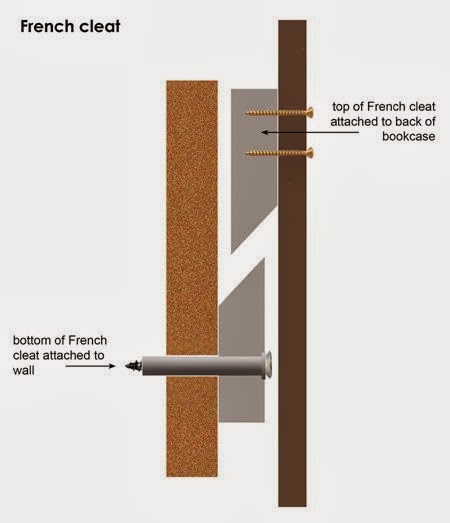 French cleat
top of French cleat
attached to back of
bookcase
bottom of French
cleat attached to
wall